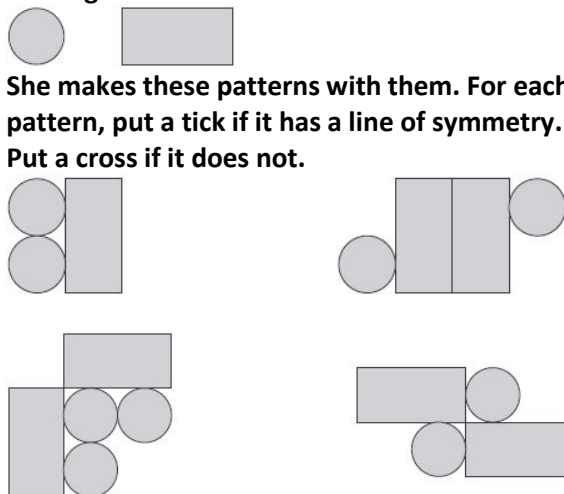 She makes these patterns with them. For each
pattern, put a tick if it has a line of symmetry.
Put a cross if it does not.